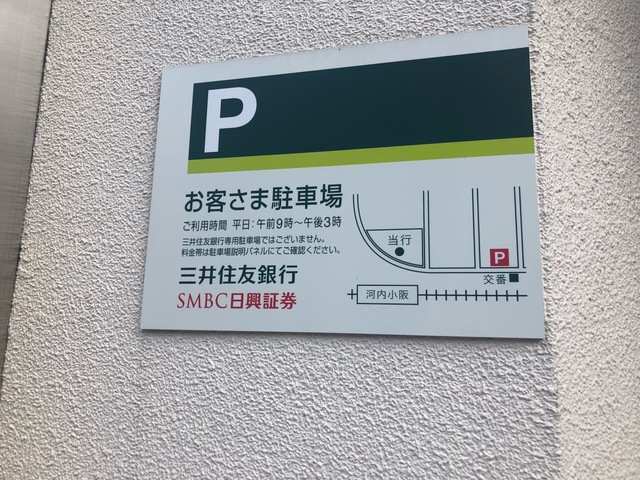 P
お客さま駐車場
ご利用時間 平日:午前9時～午後3時
三井住友銀行専用駐車場ではございません。
料金帯は駐車場説明パネルにてご確認ください。
三井住友銀行
SMBC日興証券
当行
P
交番
河内小阪